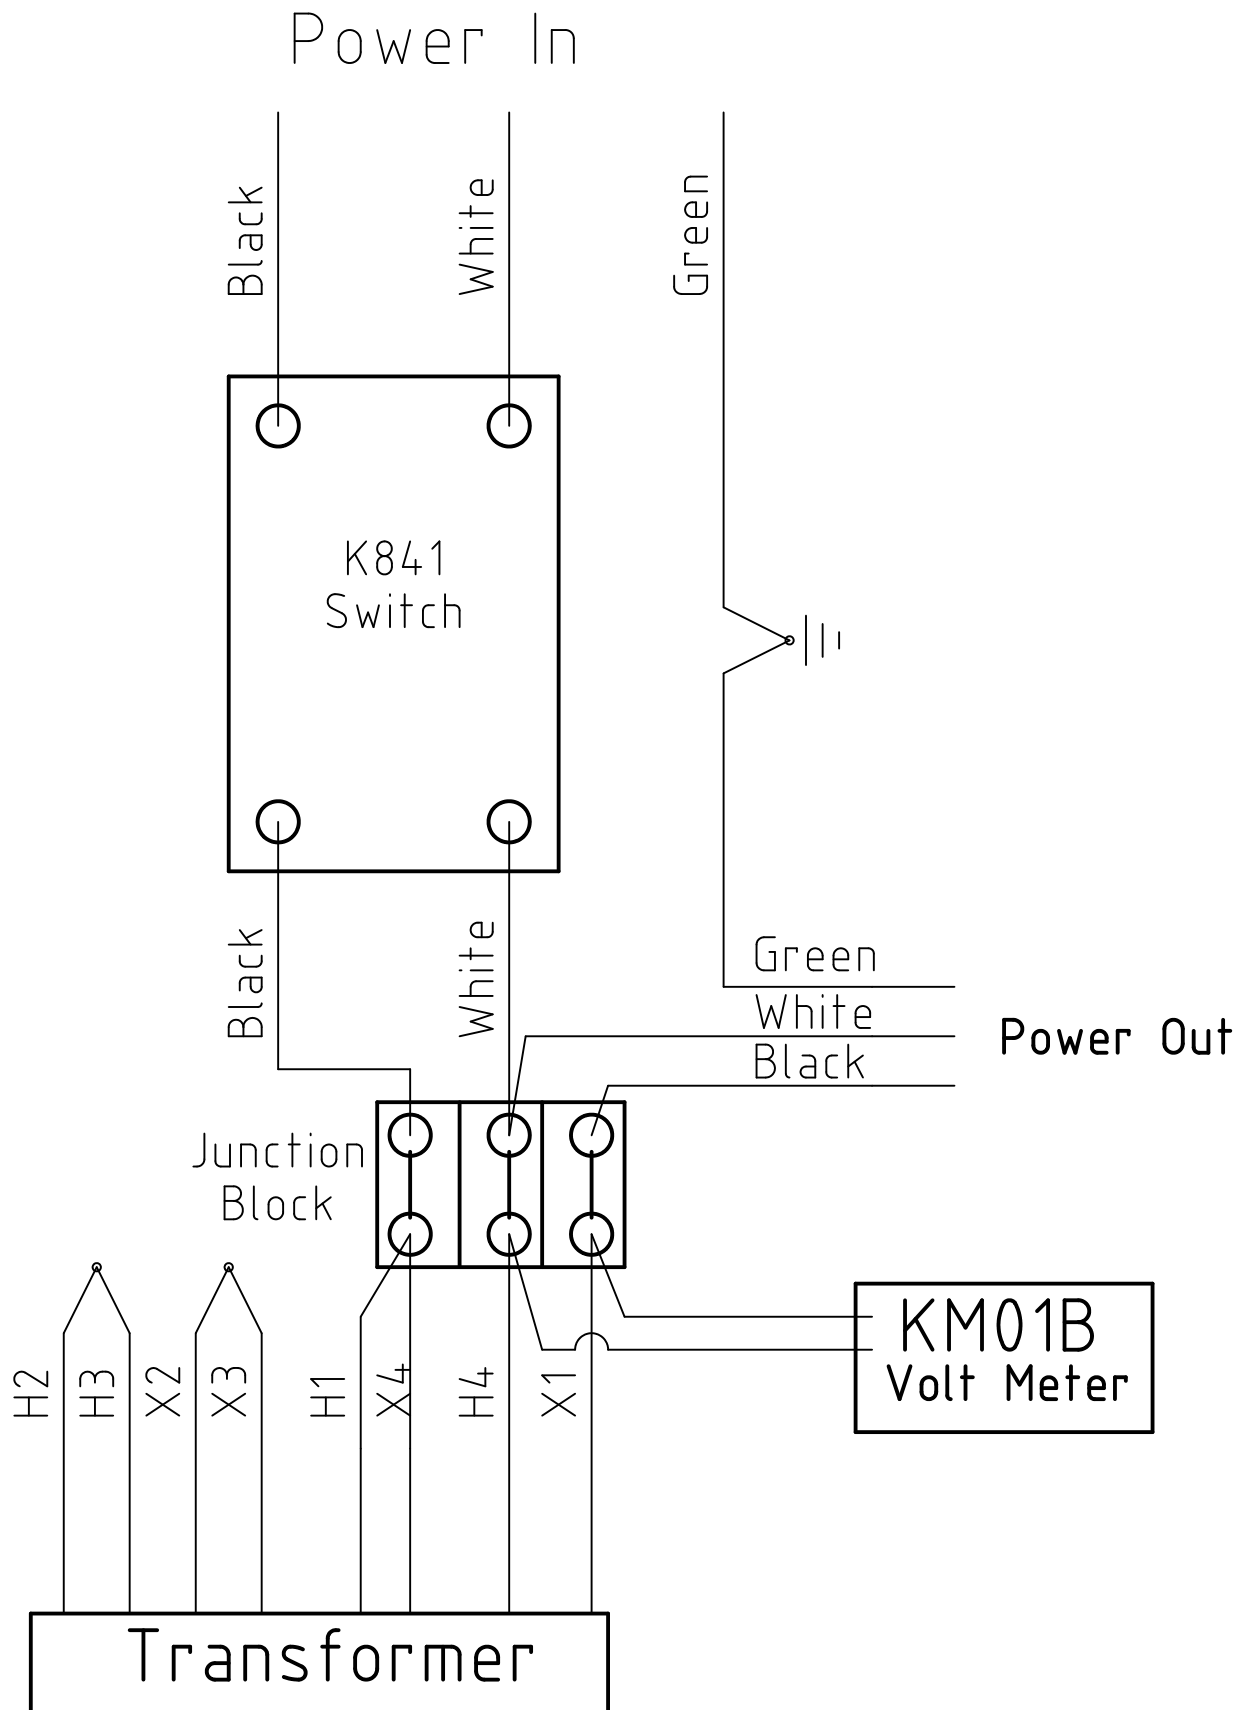 Power In
Black
White
Green
K841
Switch
Black
White
Green
White
Black
Power Out
Junction
Block
KM01B
Volt Meter
H2
H3
X2
X3
H1
X4
H4
X1
Transformer